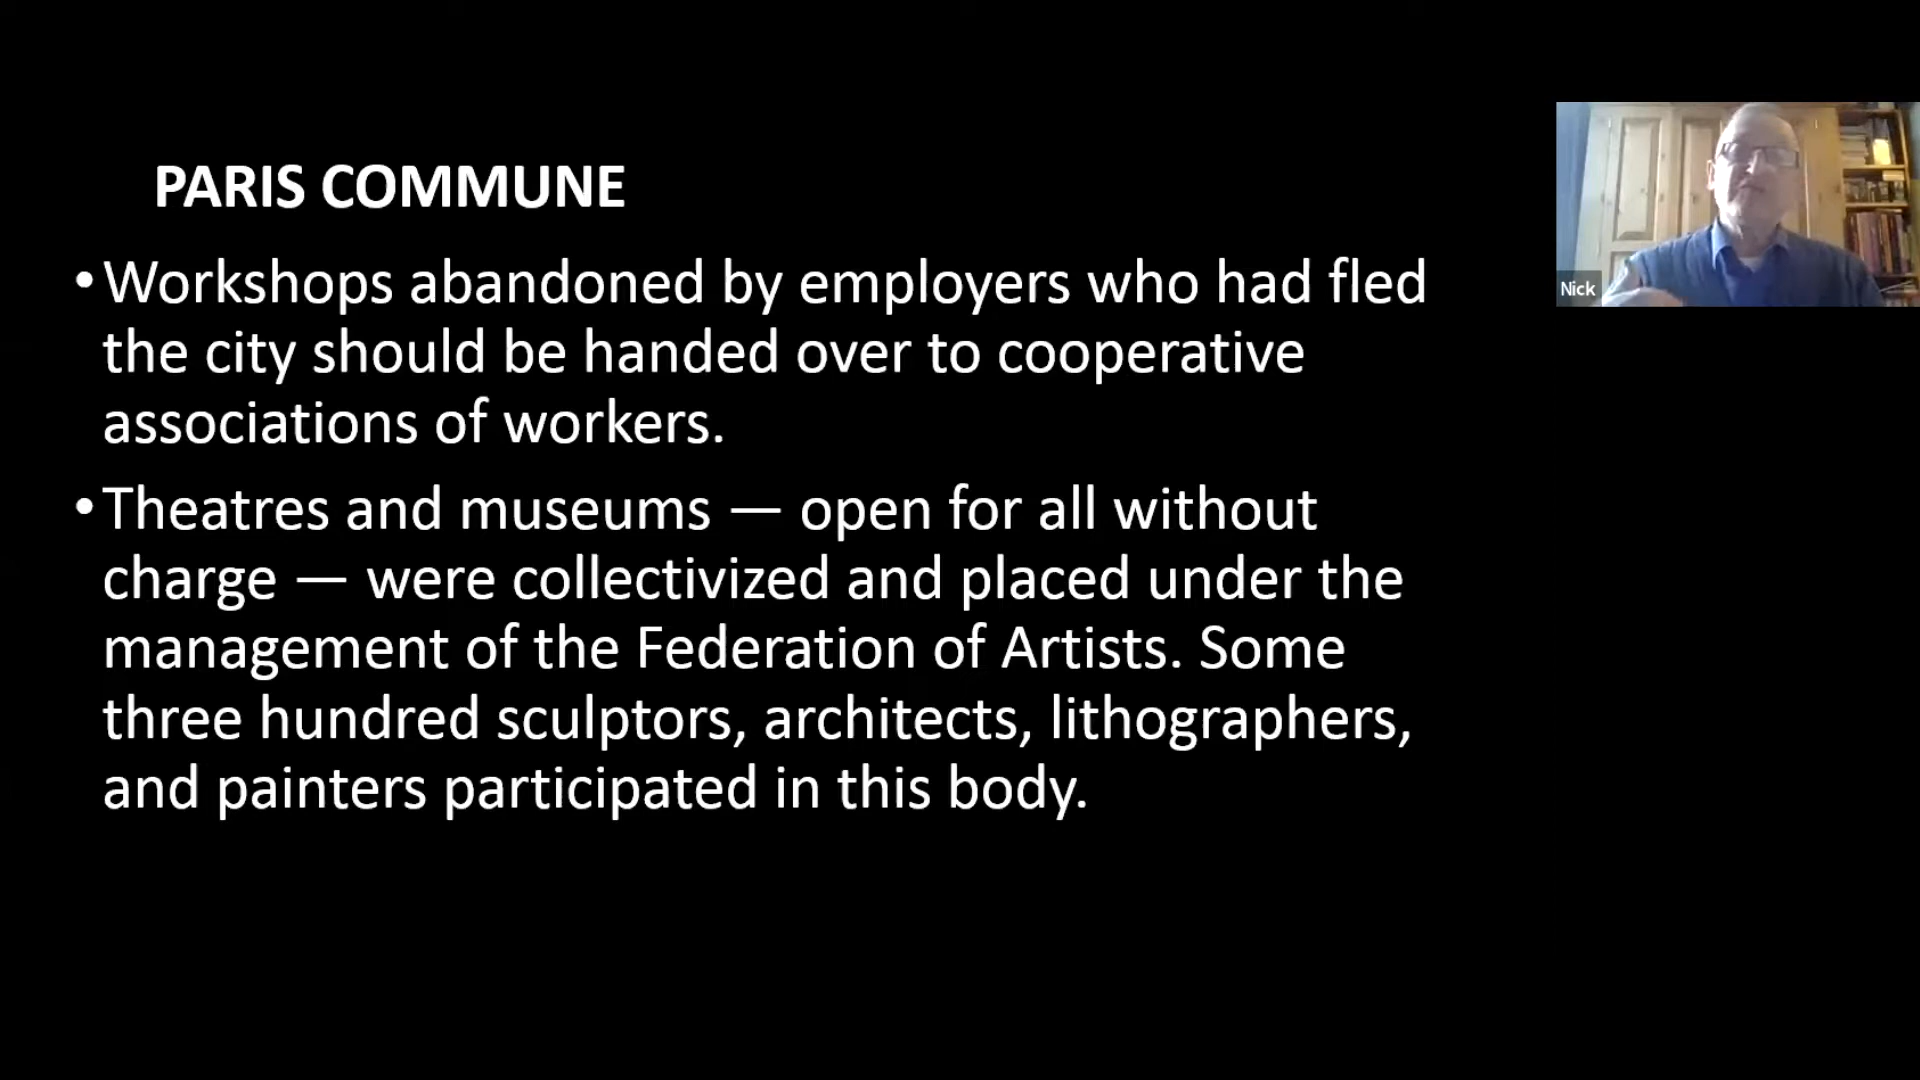 PARIS COMMUNE
•Workshops abandoned by employers who had fled
the city should be handed over to cooperative
associations of workers.
•Theatres and museums — open for all without
charge — were collectivized and placed under the
management of the Federation of Artists. Some
three hundred sculptors, architects, lithographers,
and painters participated in this body.
Nick